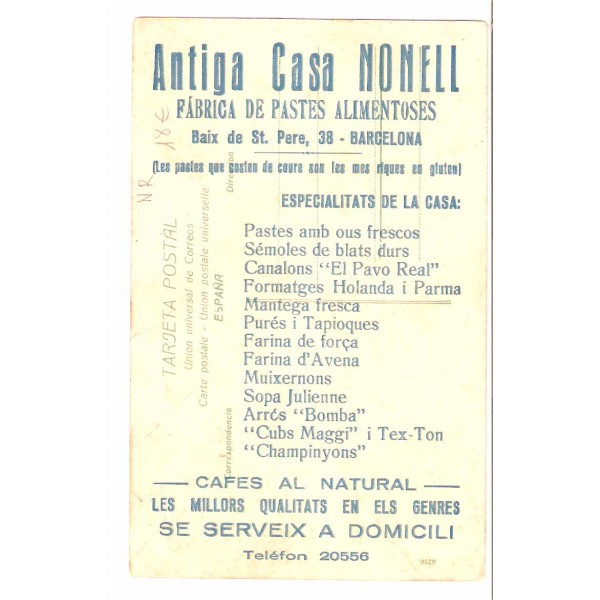 Antiga Casa NONELL
FÁBRICA DE PASTES ALIMENTOSES
Baix de St. Pere, 38 - BARCELONA
(Les pastes que costen de coure son les mes riques en gluten)
ESPECIALITATS DE LA CASA:
Pastes amb ous frescos
Sémoles de blats durs
Canalons "El Pavo Real"
Formatges Holanda i Parma
Mantega fresca
Purés i Tapioques
Farina de força
Farina d'Avena
Muixernons
Sopa Julienne
Arrós "Bomba"
"Cubs Maggi" i Tex-Ton
"Champinyons"
CAFES AL NATURAL
LES MILLORS QUALITATS EN ELS GENRES
SE SERVEIX A DOMICILI
Teléfon 20556
TARJETA POSTAL
Unión universal de Correos
Carte postale - Union postale universelle
ESPAÑA
Correspondencia
Dirección
NR 18€